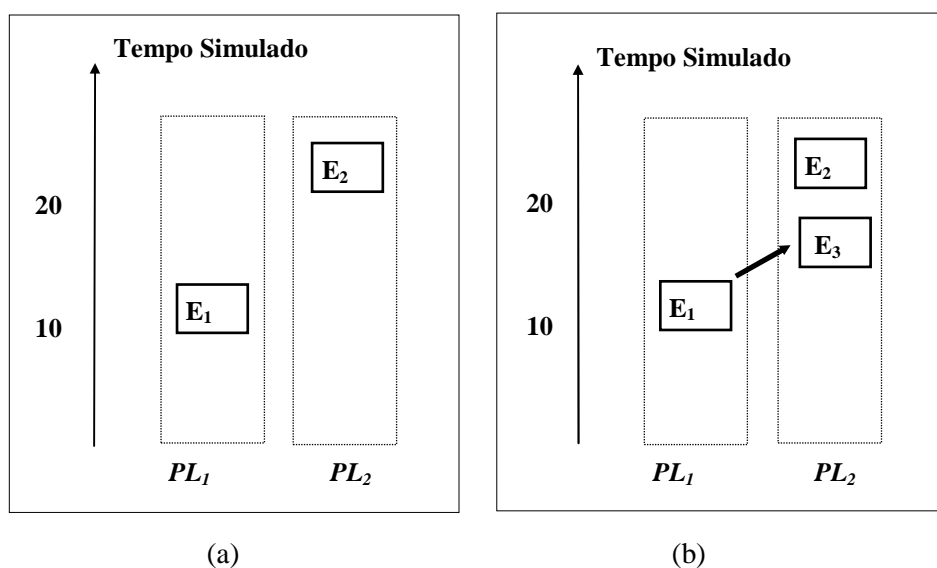 Tempo Simulado
20
10
E₂
E₁
PL₁ PL₂
(a)
Tempo Simulado
20
10
E₂
E₃
E₁
PL₁ PL₂
(b)